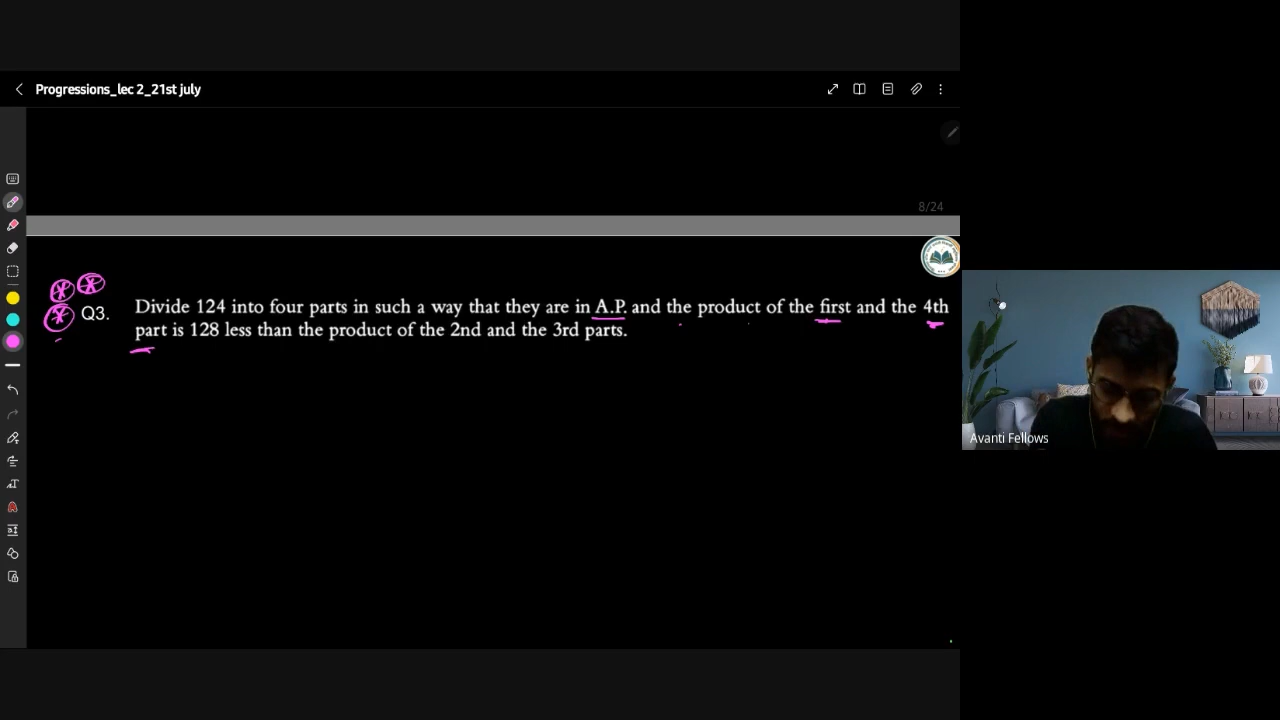 Progressions_lec 2_21st july
8/24
Q3. Divide 124 into four parts in such a way that they are in A.P. and the product of the first and the 4th
part is 128 less than the product of the 2nd and the 3rd parts.
Avanti Fellows